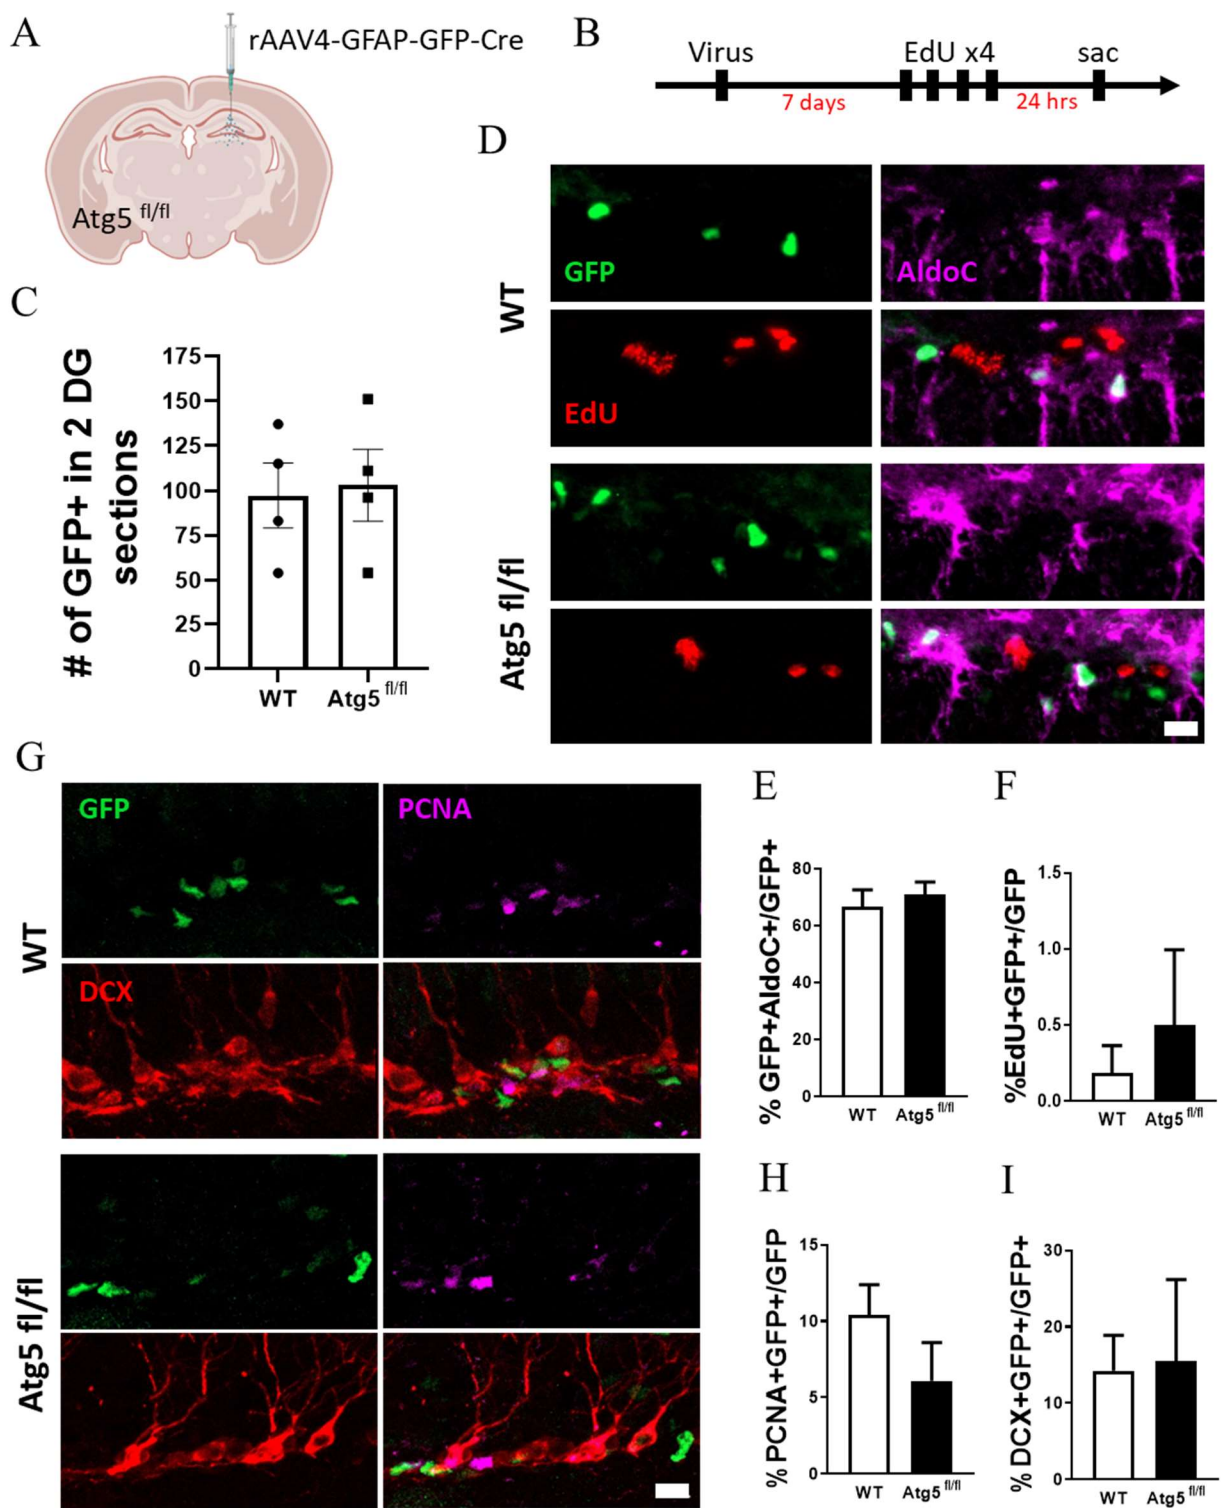 A
rAAV4-GFAP-GFP-Cre
Atg5 fl/fl
B
Virus
EdU x4
sac
7 days
24 hrs
C
# of GFP+ in 2 DG
sections
175
150
125
100
75
50
25
0
WT
Atg5 fl/fl
D
WT
GFP
AldoC
EdU
Atg5 fl/fl
G
WT
GFP
PCNA
DCX
Atg5 fl/fl
E
% GFP+AldoC+/GFP+
80
60
40
20
0
WT
Atg5 fl/fl
F
%EdU+GFP+/GFP
1.5
1.0
0.5
0.0
WT
Atg5 fl/fl
H
% PCNA+GFP+/GFP
15
10
5
0
WT
Atg5 fl/fl
I
% DCX+GFP+/GFP+
30
20
10
0
WT
Atg5 fl/fl